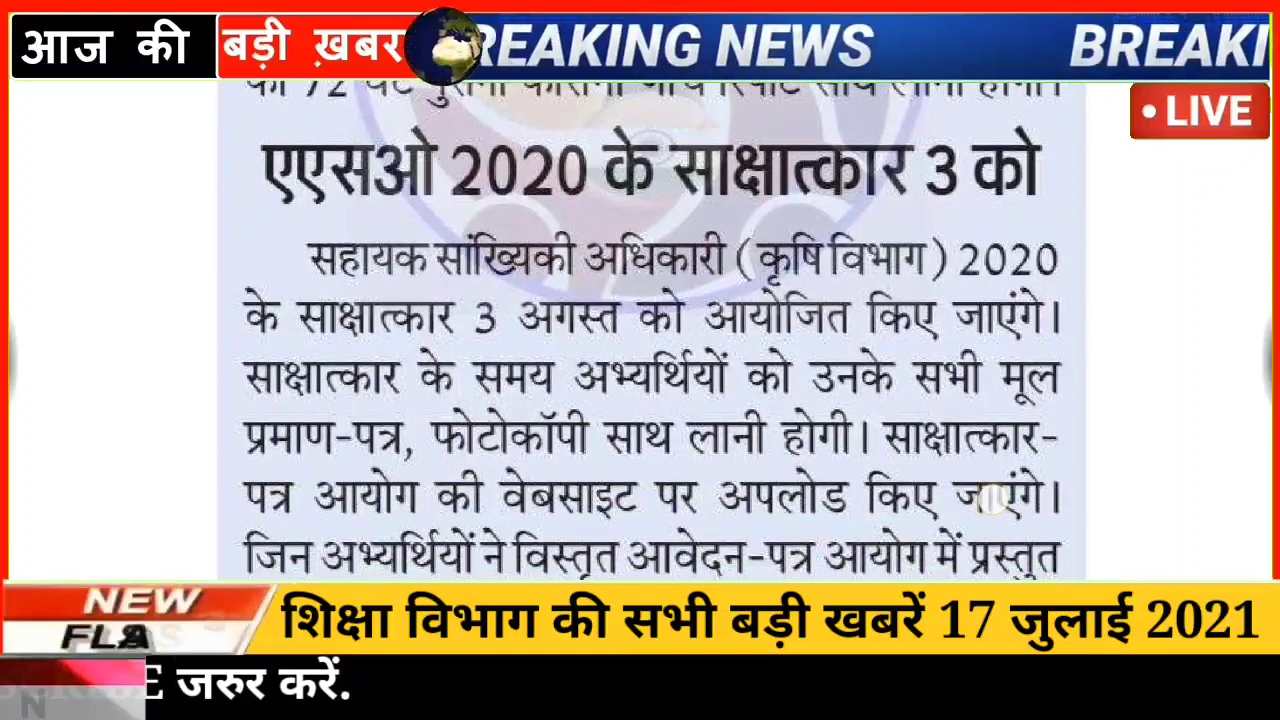 आज की बड़ी ख़बर
REAKING NEWS BREAKI
• LIVE
एएसओ 2020 के साक्षात्कार 3 को
सहायक सांख्यिकी अधिकारी (कृषि विभाग) 2020
के साक्षात्कार 3 अगस्त को आयोजित किए जाएंगे।
साक्षात्कार के समय अभ्यर्थियों को उनके सभी मूल
प्रमाण-पत्र, फोटोकॉपी साथ लानी होगी। साक्षात्कार-
पत्र आयोग की वेबसाइट पर अपलोड किए जाएंगे।
जिन अभ्यर्थियों ने विस्तृत आवेदन-पत्र आयोग में प्रस्तुत
NEW
शिक्षा विभाग की सभी बड़ी खबरें 17 जुलाई 2021
जरुर करें.